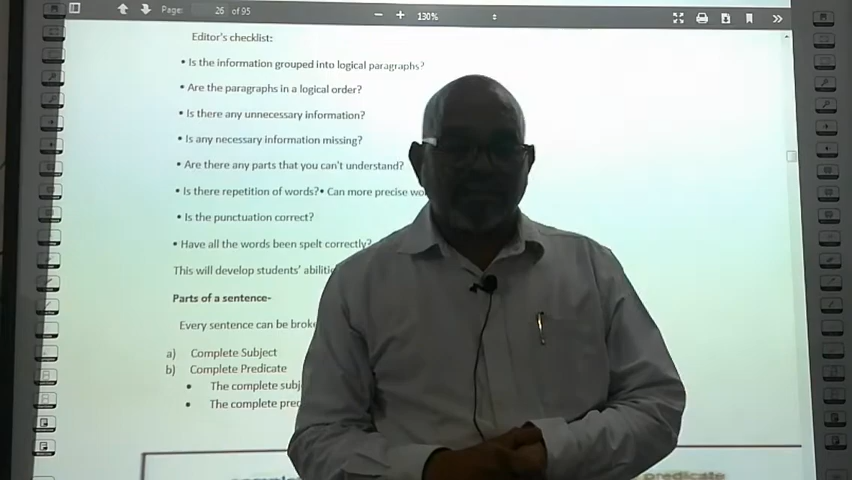 Page: 26 of 95 130%
Editor's checklist:
• Is the information grouped into logical paragraphs?
• Are the paragraphs in a logical order?
• Is there any unnecessary information?
• Is any necessary information missing?
• Are there any parts that you can't understand?
• Is there repetition of words?• Can more precise wo
• Is the punctuation correct?
• Have all the words been spelt correctly?
This will develop students' abiliti
Parts of a sentence-
Every sentence can be broke
a) Complete Subject
b) Complete Predicate
• The complete subj
• The complete pred
predicate